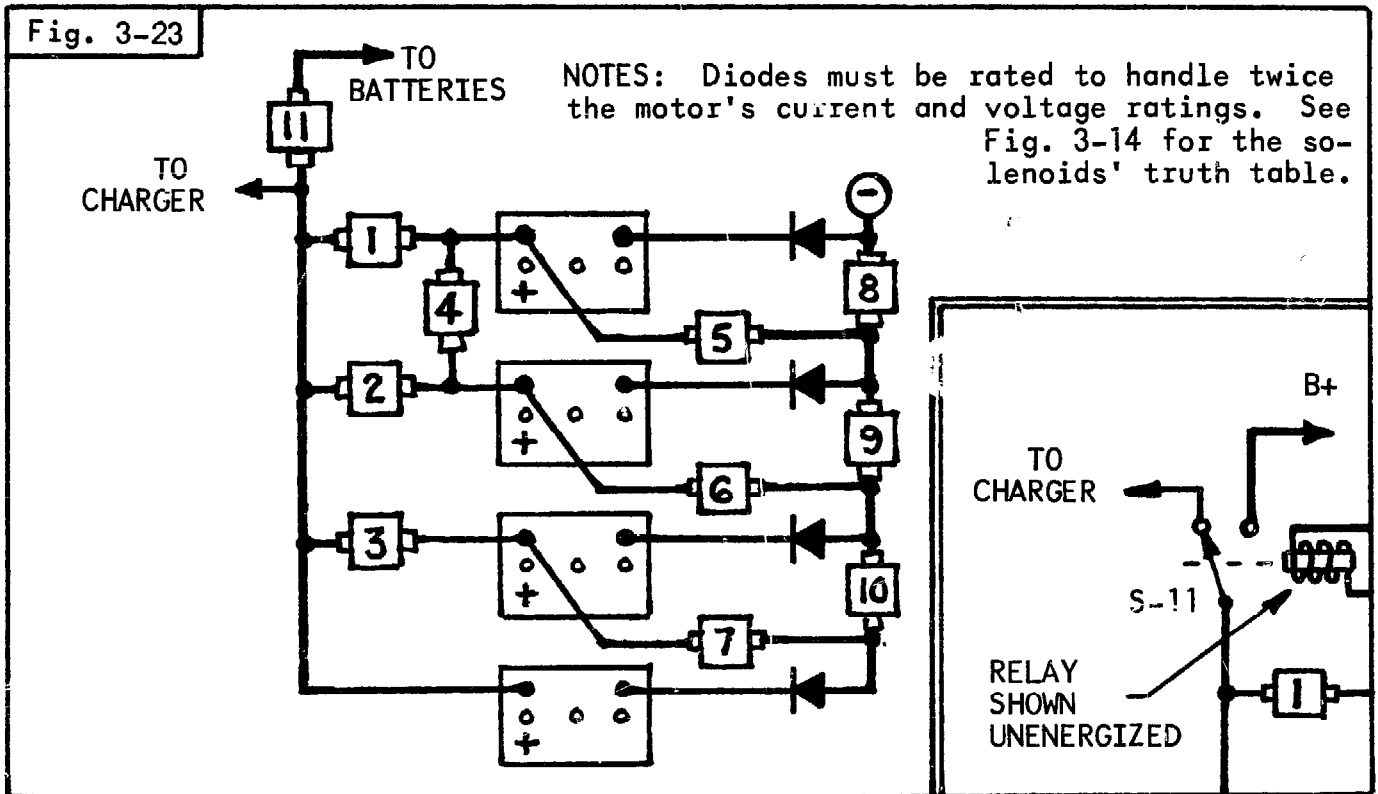 Fig. 3-23
TO
BATTERIES
NOTES: Diodes must be rated to handle twice
the motor's current and voltage ratings. See
Fig. 3-14 for the so-
lenoids' truth table.
11
TO
CHARGER
-
1
+
8
4
5
2
+
9
6
3
+
10
7
+
B+
TO
CHARGER
S-11
RELAY
SHOWN
UNENERGIZED
1